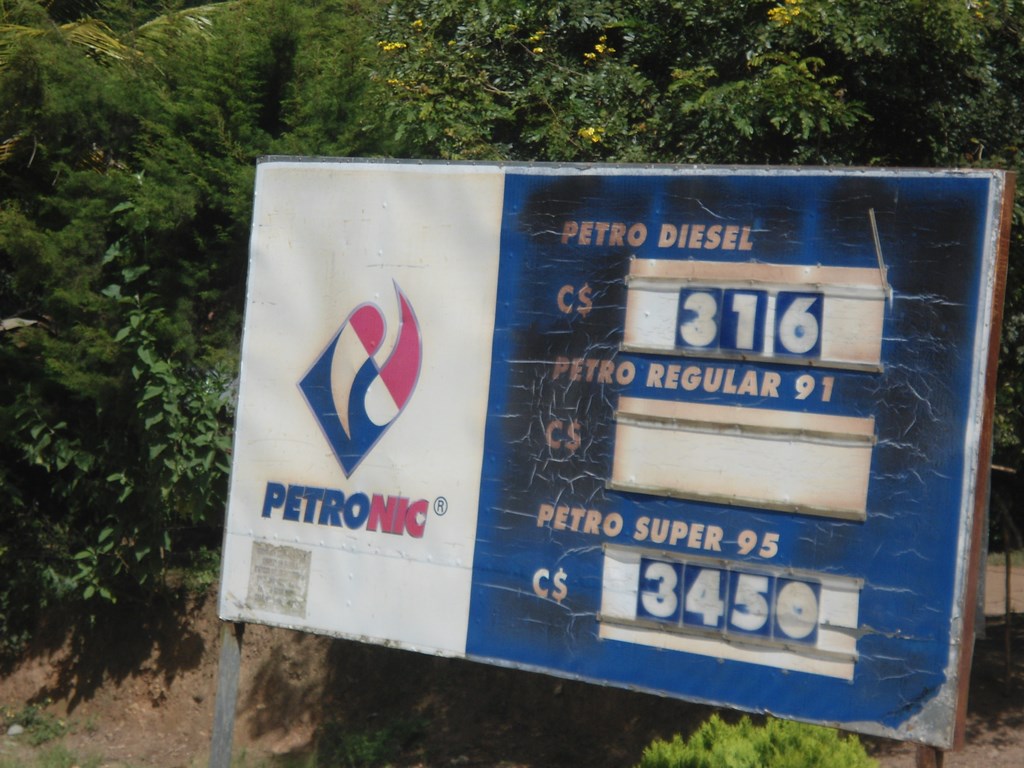 PETRO DIESEL
C$ 316
PETRO REGULAR 91
C$
PETRO SUPER 95
C$ 3450
PETRONIC®